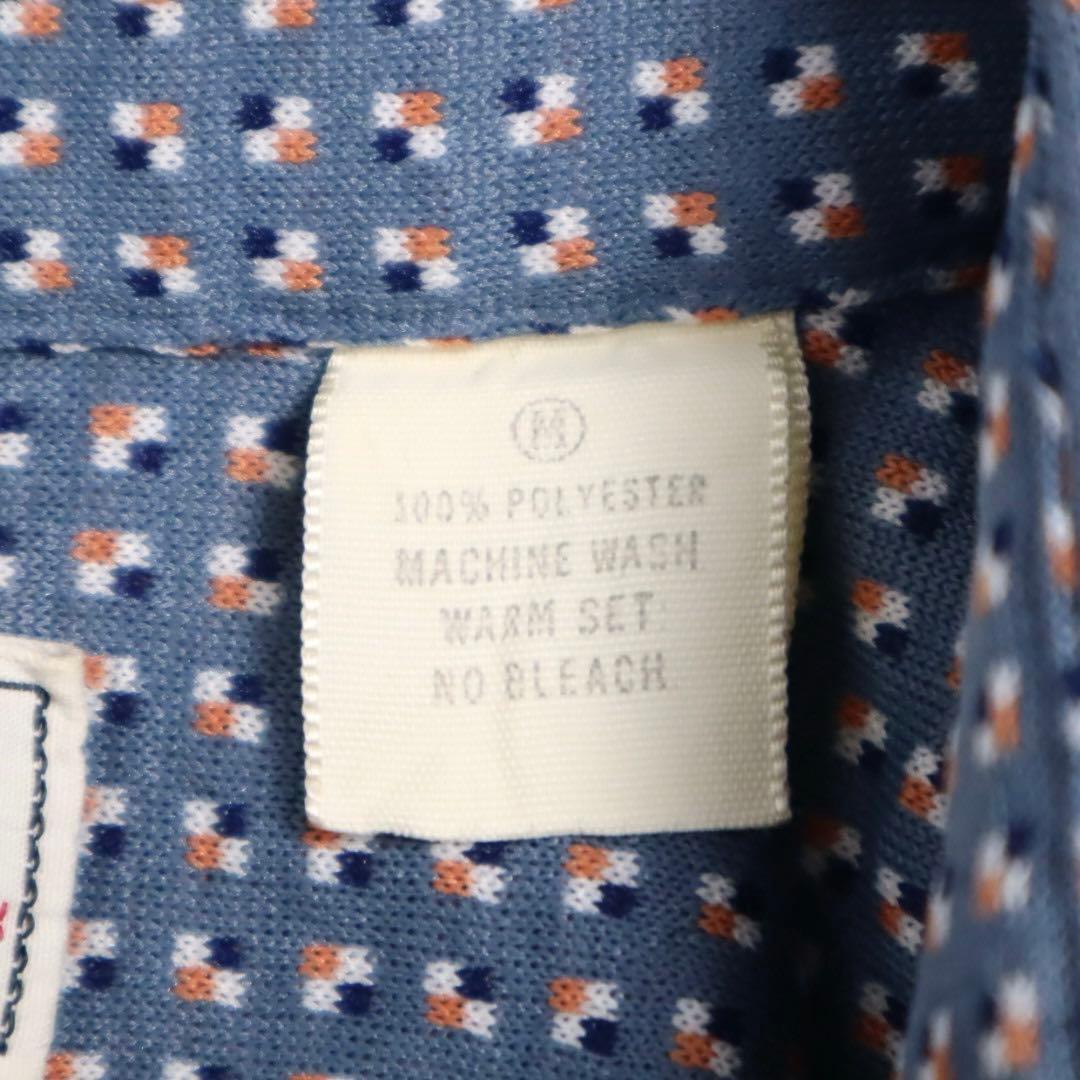 M
100% POLYESTER
MACHINE WASH
WARM SET
NO BLEACH